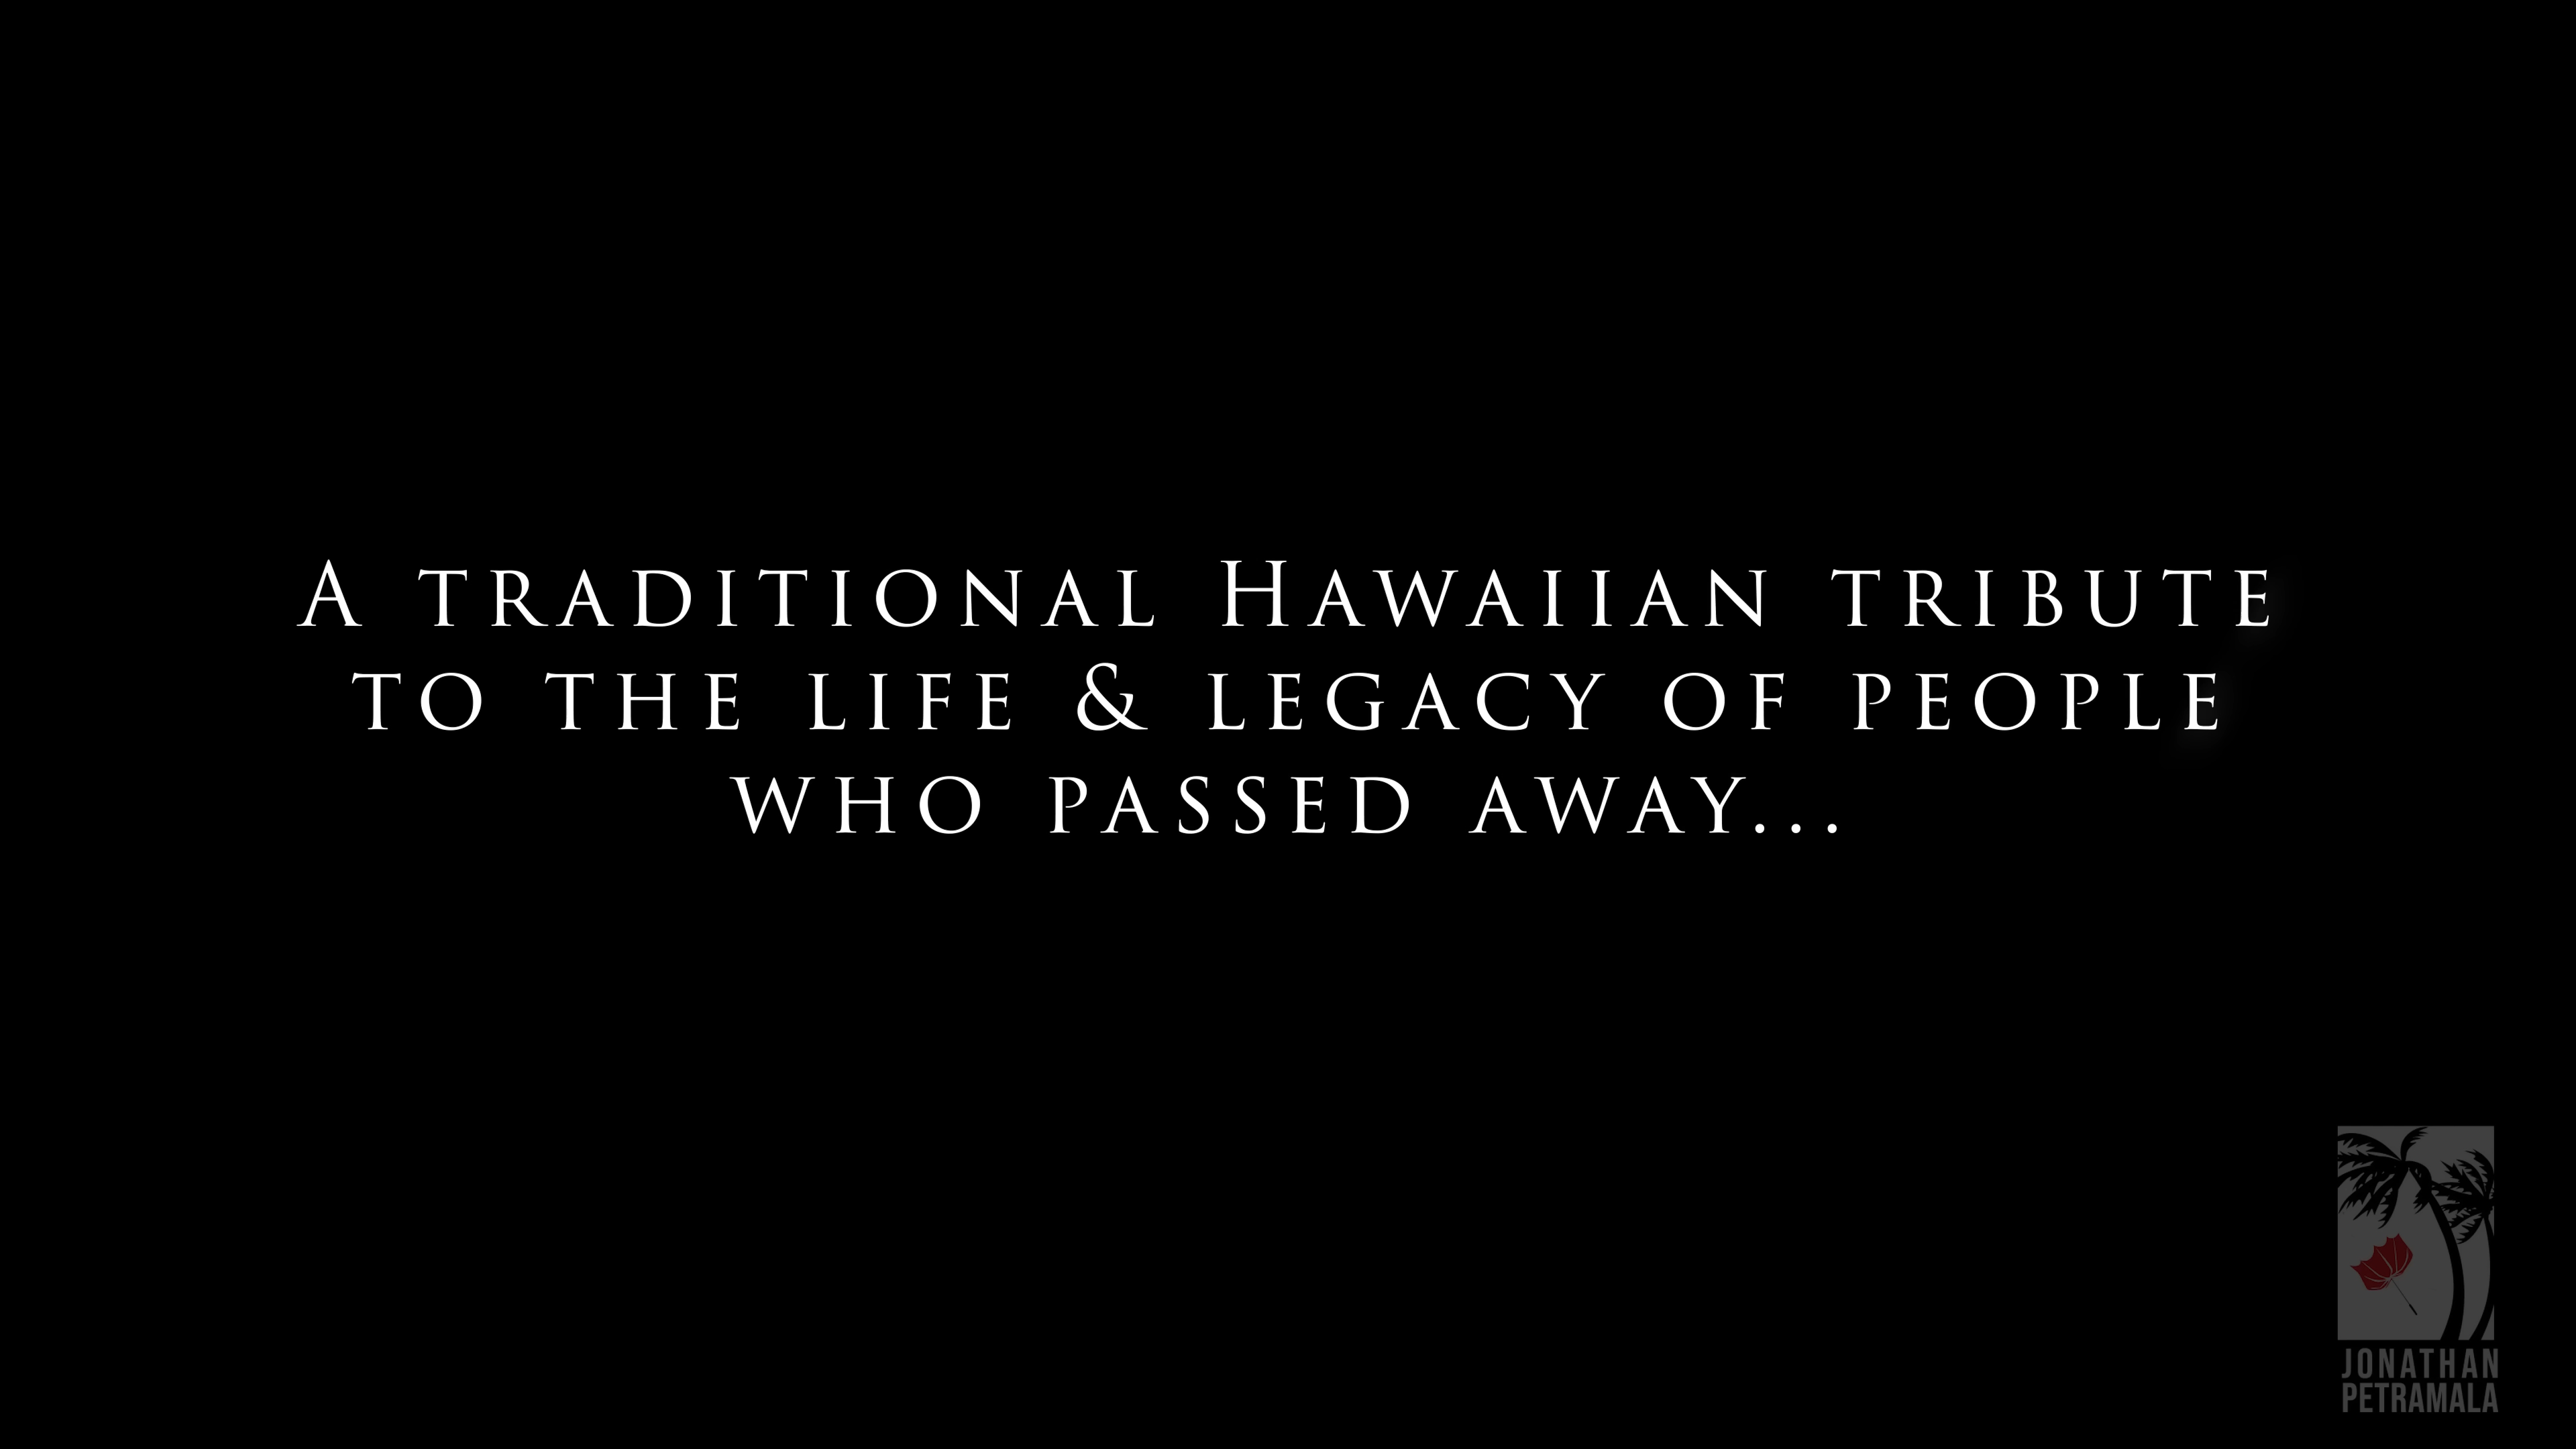 A TRADITIONAL HAWAIIAN TRIBUTE
TO THE LIFE & LEGACY OF PEOPLE
WHO PASSED AWAY...
JONATHAN
PETRAMALA